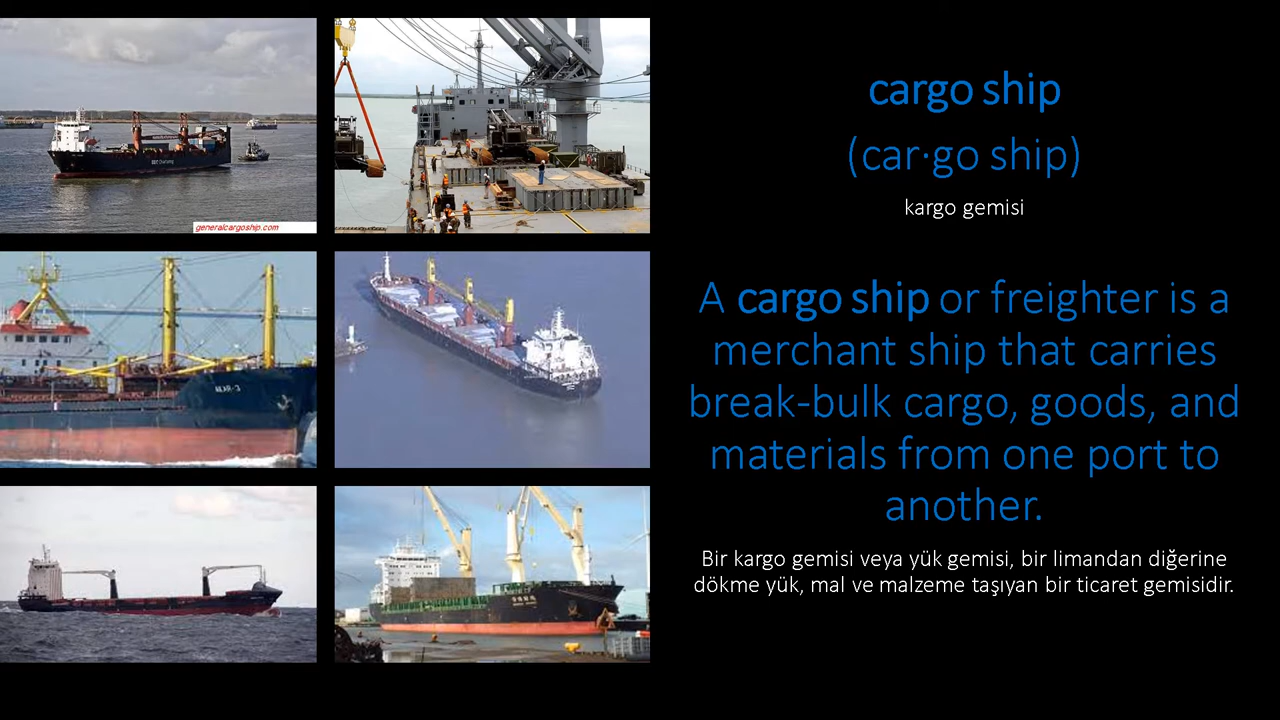 cargo ship
(car·go ship)
kargo gemisi
A cargo ship or freighter is a
merchant ship that carries
break-bulk cargo, goods, and
materials from one port to
another.
Bir kargo gemisi veya yük gemisi, bir limandan diğerine
dökme yük, mal ve malzeme taşıyan bir ticaret gemisidir.
generalcargoship.com
AKAR-3